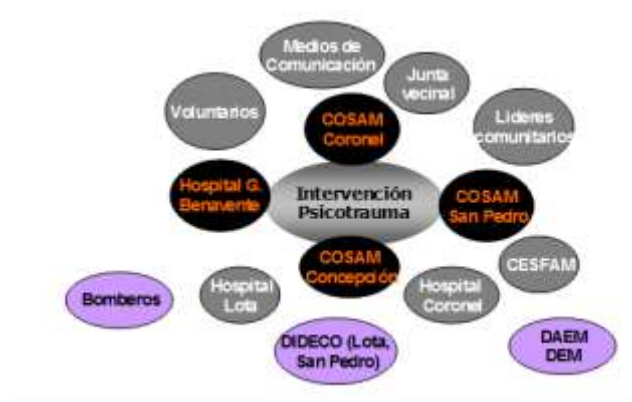 Medios de
Comunicación
Junta
vecinal
Voluntarios
Lideres
comunitarios
COSAM
Coronel
Hospital G.
Benavente
Intervención
Psicotrauma
COSAM
San Pedro
COSAM
Concepción
CESFAM
Bomberos
Hospital
Lota
Hospital
Coronel
DIDECO (Lota,
San Pedro)
DAEM
DEM